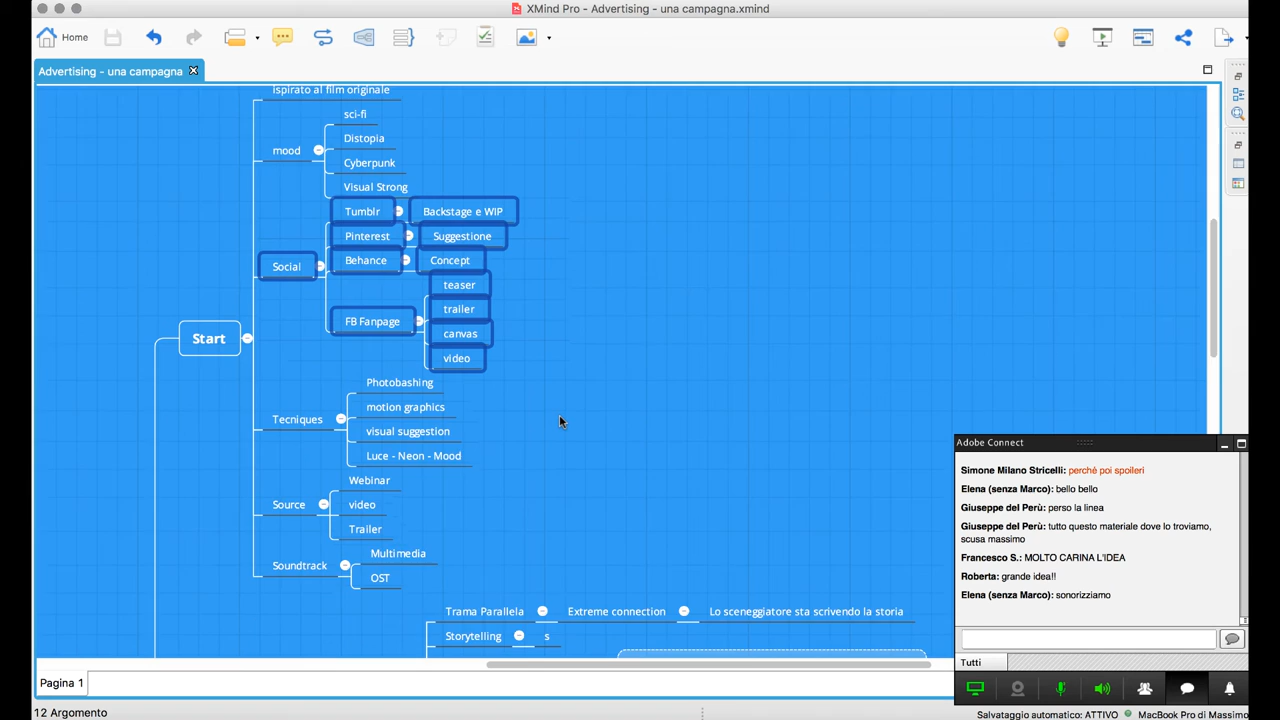 XMind Pro - Advertising - una campagna.xmind
Home
Advertising - una campagna
ispirato al film originale
sci-fi
Distopia
mood
Cyberpunk
Visual Strong
Tumblr Backstage e WIP
Pinterest Suggestione
Behance Concept
Social
teaser
trailer
FB Fanpage
canvas
video
Start
Photobashing
motion graphics
Tecniques
visual suggestion
Luce - Neon - Mood
Webinar
Source video
Trailer
Multimedia
Soundtrack
OST
Trama Parallela Extreme connection Lo sceneggiatore sta scrivendo la storia
Storytelling s
Adobe Connect
Simone Milano Stricelli: perché poi spoileri
Elena (senza Marco): bello bello
Giuseppe del Perù: perso la linea
Giuseppe del Perù: tutto questo materiale dove lo troviamo,
scusa massimo
Francesco S.: MOLTO CARINA L'IDEA
Roberta: grande idea!!
Elena (senza Marco): sonorizziamo
Tutti
Pagina 1
12 Argomento
Salvataggio automatico: ATTIVO MacBook Pro di Massimo